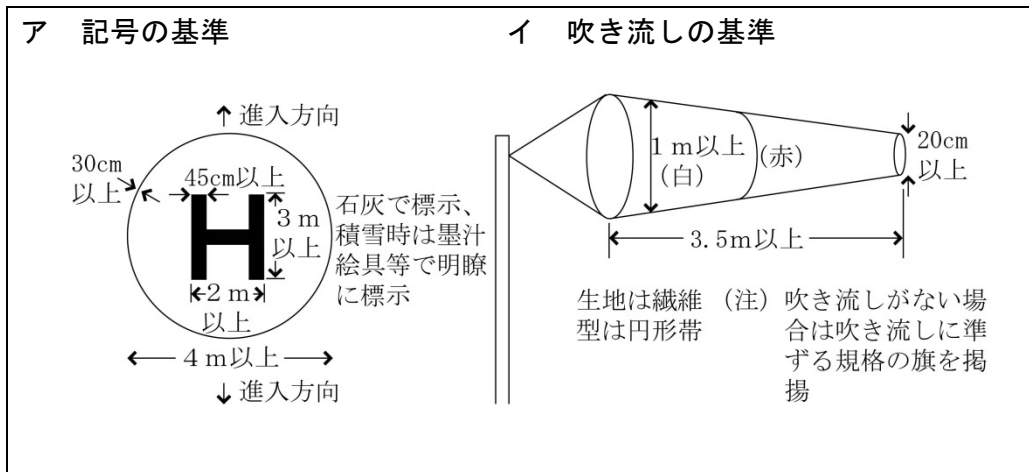 ア　記号の基準
↑進入方向
30cm
以上
45cm以上
H
3m
以上
2m
以上
4m以上
↓進入方向
石灰で標示、
積雪時は墨汁
絵具等で明瞭
に標示
イ　吹き流しの基準
1m以上
(白)
(赤)
20cm
以上
3.5m以上
生地は繊維
型は円形帯
(注)吹き流しがない場
合は吹き流しに準
ずる規格の旗を掲
揚